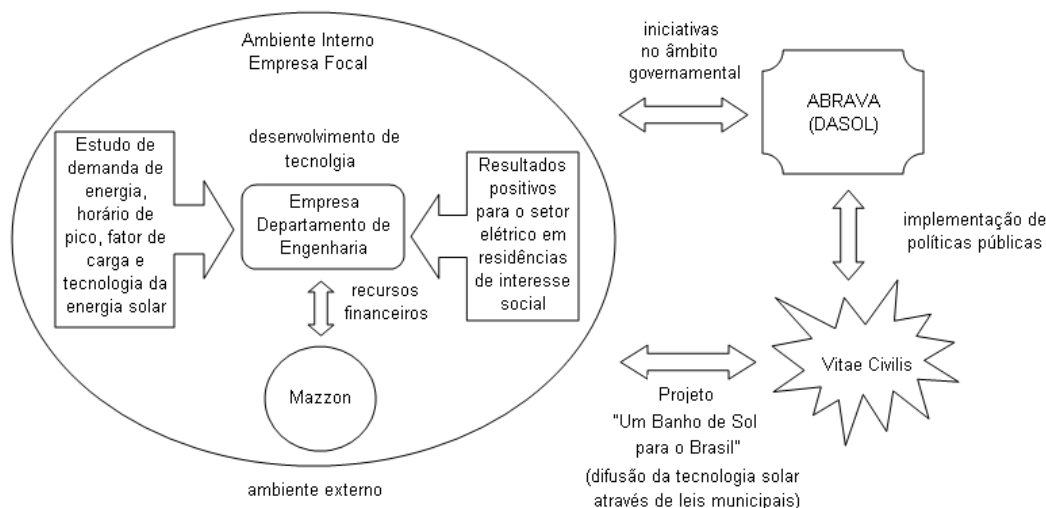 Ambiente Interno
Empresa Focal
Estudo de
demanda de
energia,
horário de
pico, fator de
carga e
tecnologia da
energia solar
desenvolvimento de
tecnolgia
Empresa
Departamento de
Engenharia
Resultados
positivos
para o setor
elétrico em
residências
de interesse
social
recursos
financeiros
Mazzon
ambiente externo
iniciativas
no âmbito
governamental
ABRAVA
(DASOL)
implementação de
políticas públicas
Vitae Civilis
Projeto
"Um Banho de Sol
para o Brasil"
(difusão da tecnologia solar
através de leis municipais)